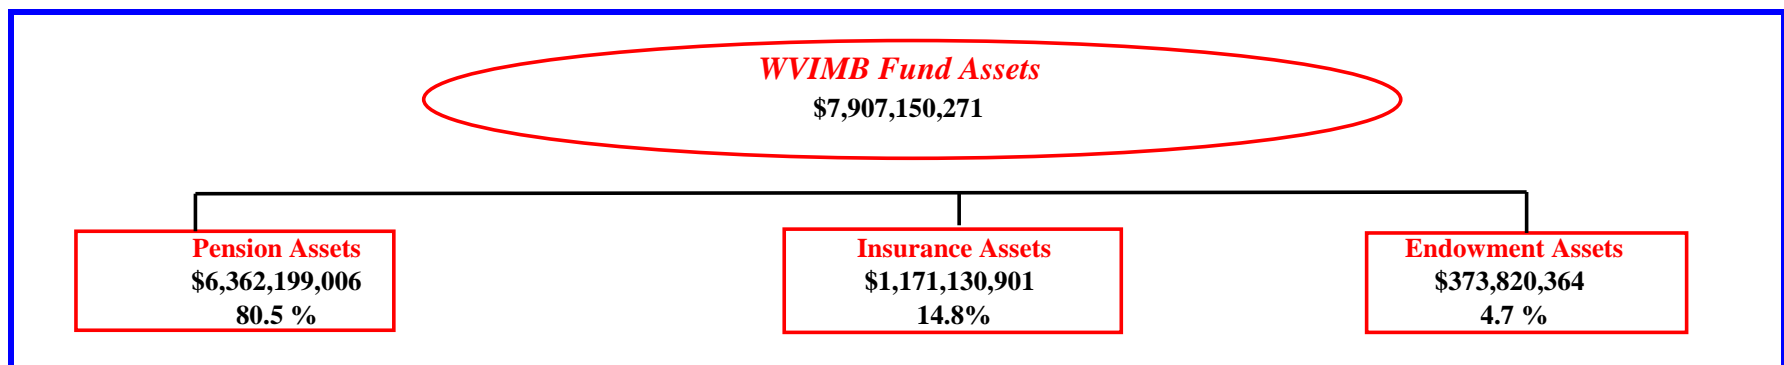 WVIMB Fund Assets
$7,907,150,271
Pension Assets
$6,362,199,006
80.5 %
Insurance Assets
$1,171,130,901
14.8%
Endowment Assets
$373,820,364
4.7 %